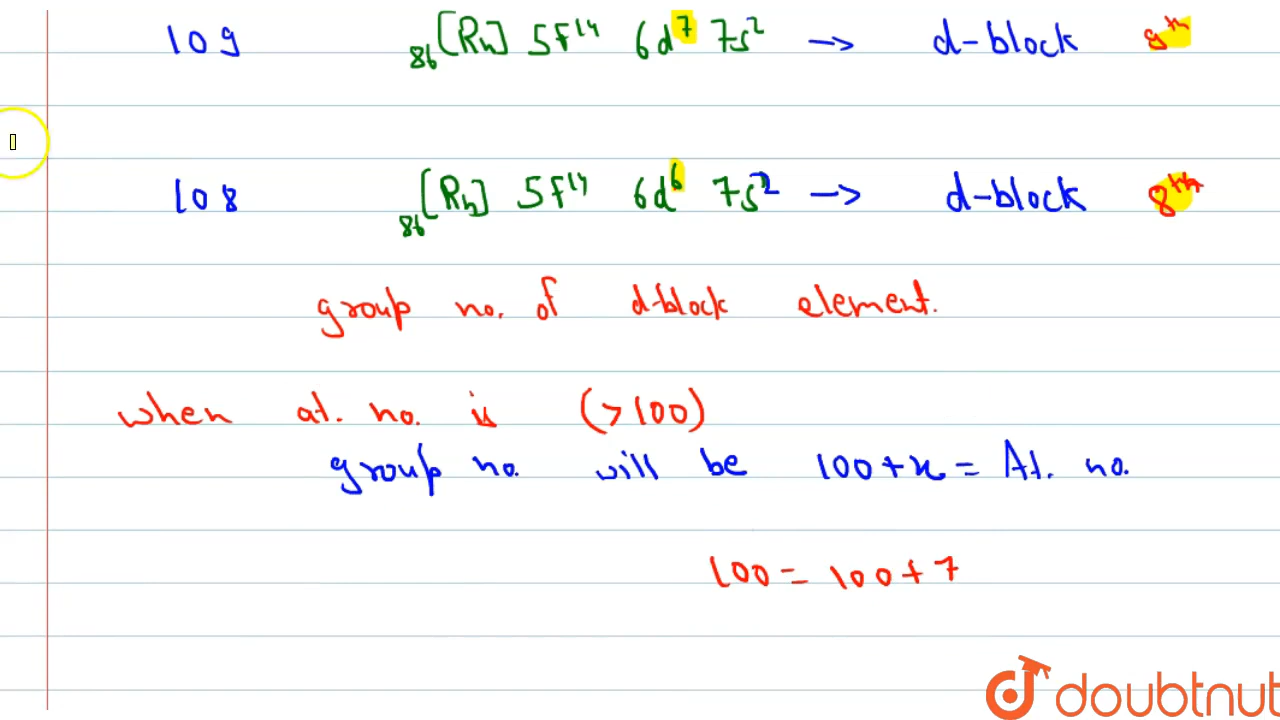 109 ₈₆[Rn] 5f¹⁴ 6d⁷ 7s² → d-block 9ᵗʰ
108 ₈₆[Rn] 5f¹⁴ 6d⁶ 7s² → d-block 8ᵗʰ
group no. of d-block element.
when at. no. is (>100)
group no. will be 100+x = At. no.
100 = 100+7
doubtnut